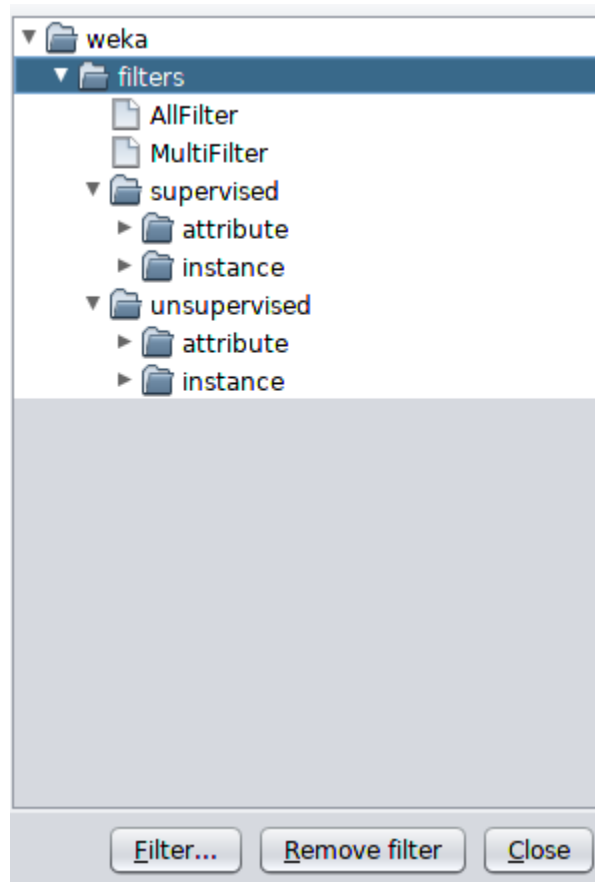 weka
filters
AllFilter
MultiFilter
supervised
attribute
instance
unsupervised
attribute
instance
Filter... Remove filter Close